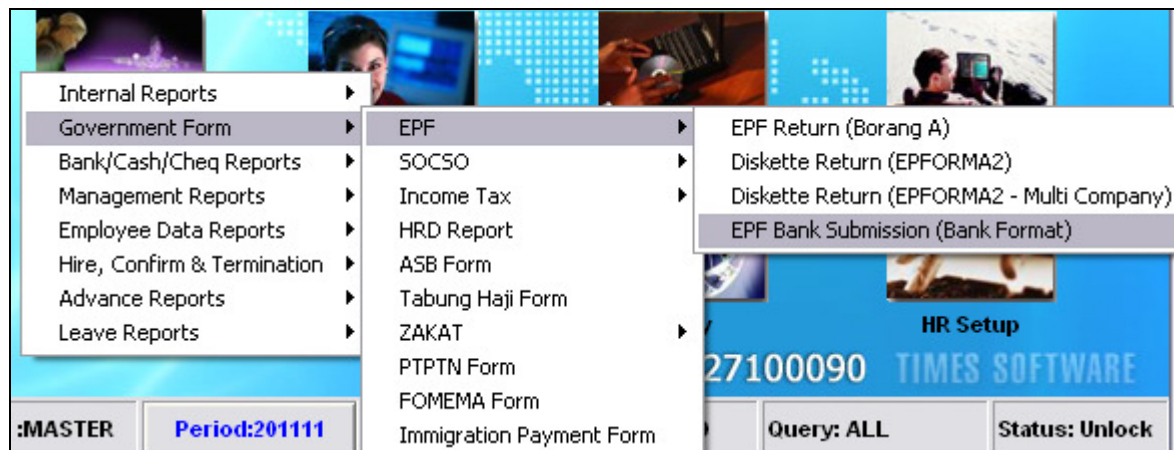 Internal Reports
Government Form
Bank/Cash/Cheq Reports
Management Reports
Employee Data Reports
Hire, Confirm & Termination
Advance Reports
Leave Reports
EPF
SOCSO
Income Tax
HRD Report
ASB Form
Tabung Haji Form
ZAKAT
PTPTN Form
FOMEMA Form
Immigration Payment Form
EPF Return (Borang A)
Diskette Return (EPFORMA2)
Diskette Return (EPFORMA2 - Multi Company)
EPF Bank Submission (Bank Format)
HR Setup
27100090 TIMES SOFTWARE
:MASTER Period:201111 Query: ALL Status: Unlock